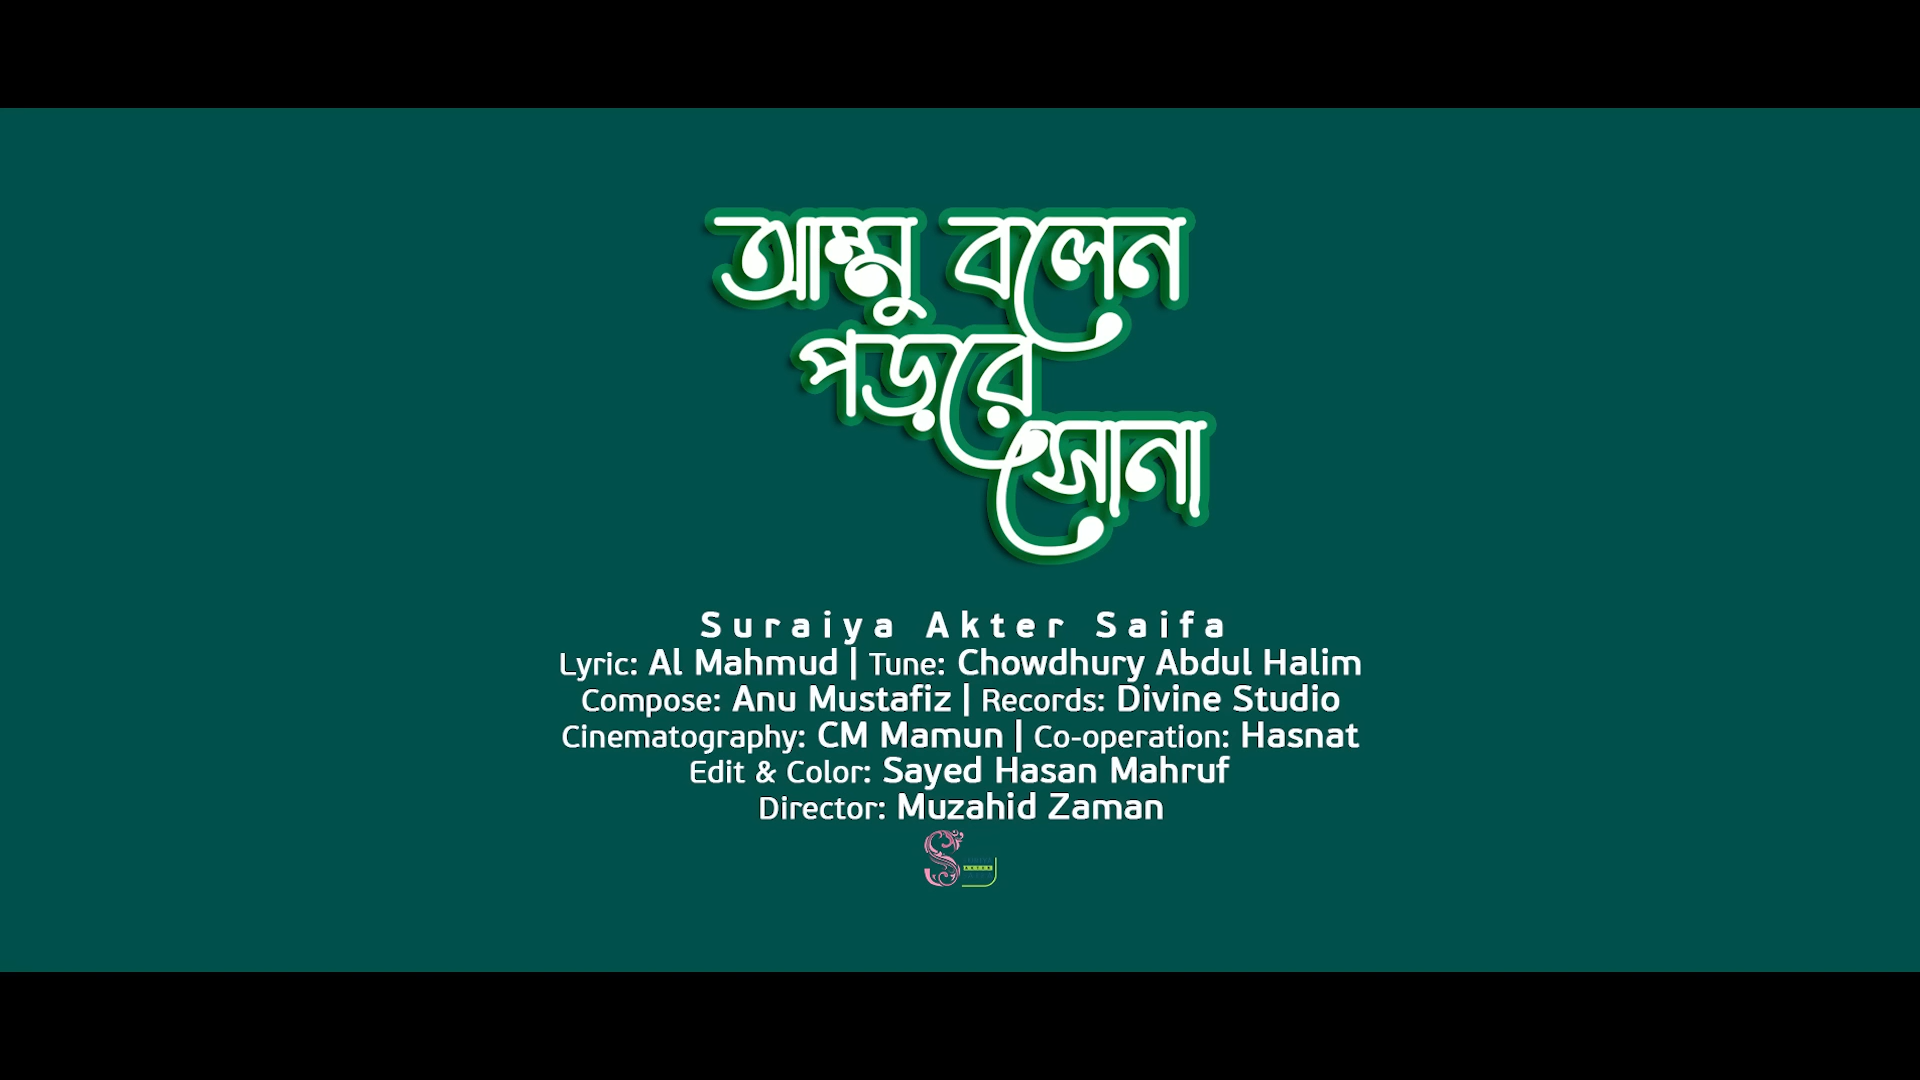 আম্মু বলেন
পড়রে
সোনা
Suraiya Akter Saifa
Lyric: Al Mahmud | Tune: Chowdhury Abdul Halim
Compose: Anu Mustafiz | Records: Divine Studio
Cinematography: CM Mamun | Co-operation: Hasnat
Edit & Color: Sayed Hasan Mahruf
Director: Muzahid Zaman